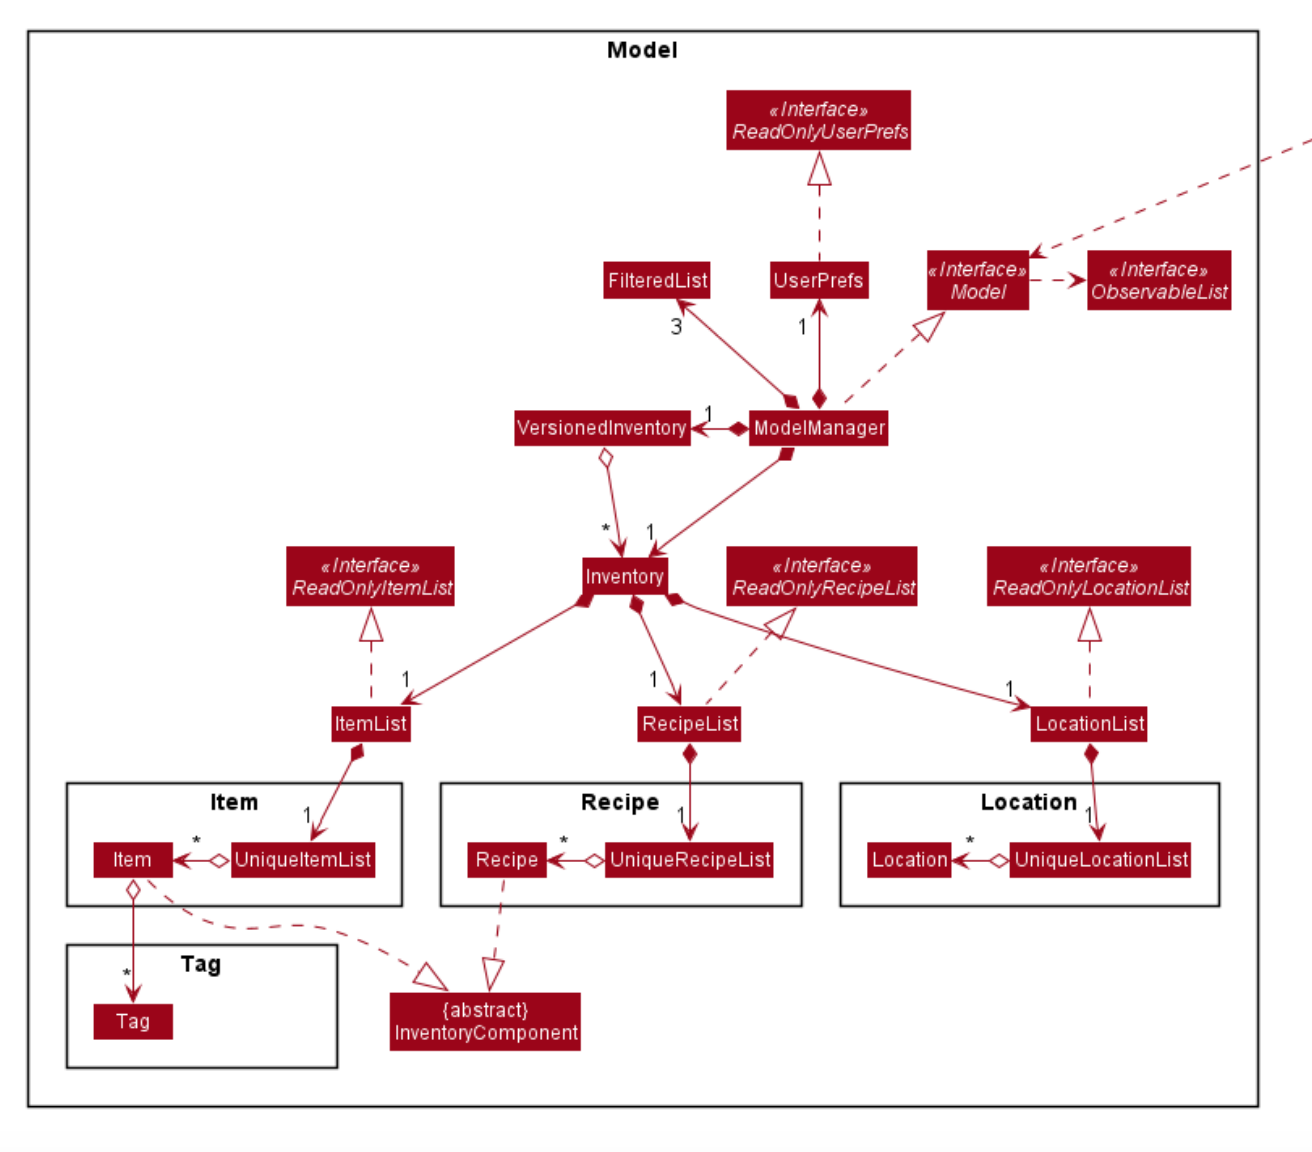 Model
«Interface»
ReadOnlyUserPrefs
FilteredList
UserPrefs
«Interface»
Model
«Interface»
ObservableList
3
1
VersionedInventory
1
ModelManager
*
1
«Interface»
ReadOnlyItemList
Inventory
«Interface»
ReadOnlyRecipeList
«Interface»
ReadOnlyLocationList
1
1
1
ItemList
RecipeList
LocationList
Item
1
*
Item
UniqueItemList
Recipe
1
*
Recipe
UniqueRecipeList
Location
1
*
Location
UniqueLocationList
Tag
*
Tag
{abstract}
InventoryComponent